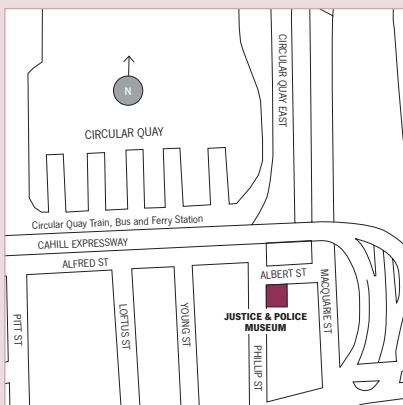 N
CIRCULAR QUAY
CIRCULAR QUAY EAST
Circular Quay Train, Bus and Ferry Station
CAHILL EXPRESSWAY
ALFRED ST
ALBERT ST
PITT ST
LOFTUS ST
YOUNG ST
PHILLIP ST
MACQUARIE ST
JUSTICE & POLICE
MUSEUM